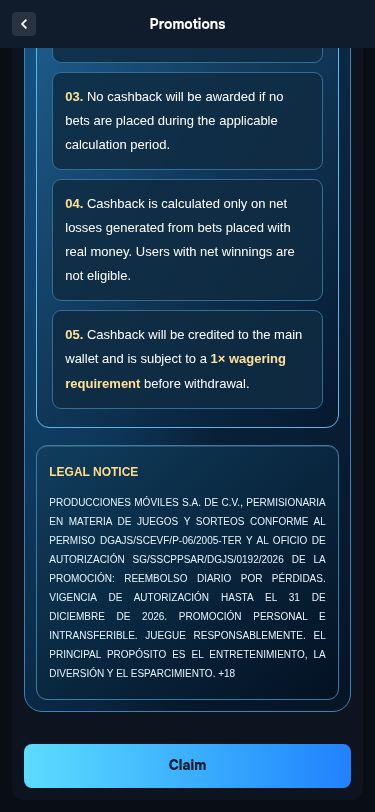 Promotions
03. No cashback will be awarded if no
bets are placed during the applicable
calculation period.
04. Cashback is calculated only on net
losses generated from bets placed with
real money. Users with net winnings are
not eligible.
05. Cashback will be credited to the main
wallet and is subject to a 1× wagering
requirement before withdrawal.
LEGAL NOTICE
PRODUCCIONES MÓVILES S.A. DE C.V., PERMISIONARIA
EN MATERIA DE JUEGOS Y SORTEOS CONFORME AL
PERMISO DGAJS/SCEVF/P-06/2005-TER Y AL OFICIO DE
AUTORIZACIÓN SG/SSCPPSAR/DGJS/0192/2026 DE LA
PROMOCIÓN: REEMBOLSO DIARIO POR PÉRDIDAS.
VIGENCIA DE AUTORIZACIÓN HASTA EL 31 DE
DICIEMBRE DE 2026. PROMOCIÓN PERSONAL E
INTRANSFERIBLE. JUEGUE RESPONSABLEMENTE. EL
PRINCIPAL PROPÓSITO ES EL ENTRETENIMIENTO, LA
DIVERSIÓN Y EL ESPARCIMIENTO. +18
Claim